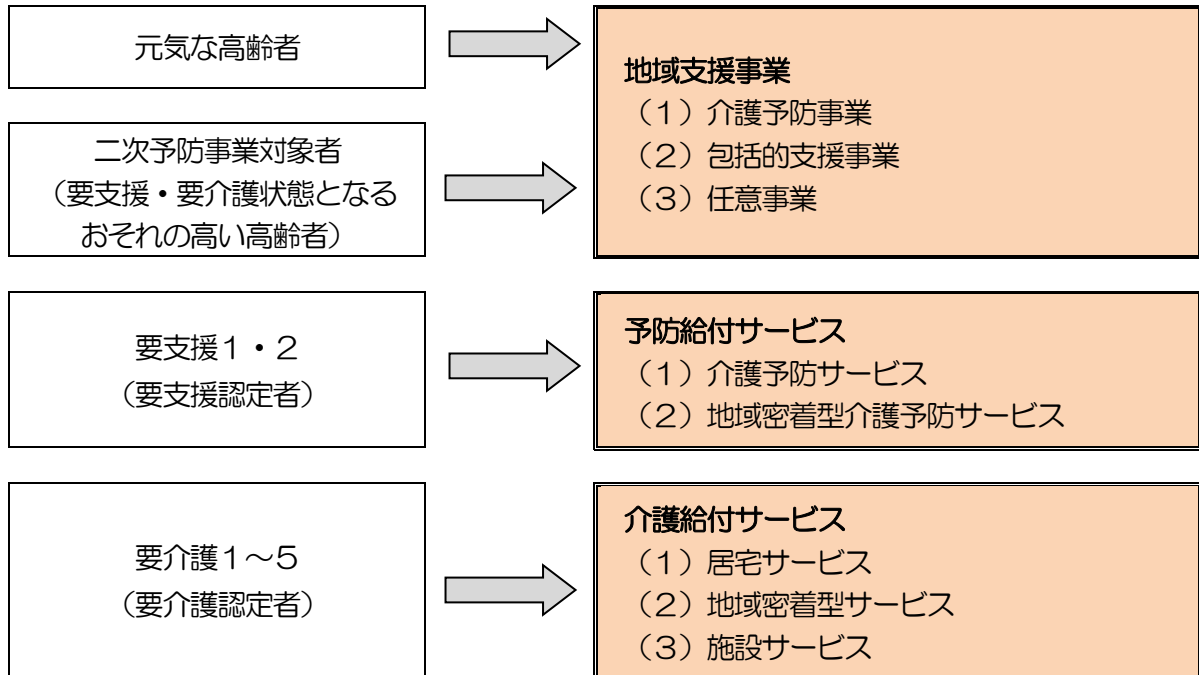 元気な高齢者
地域支援事業
（１）介護予防事業
（２）包括的支援事業
（３）任意事業
二次予防事業対象者
（要支援・要介護状態となる
おそれの高い高齢者）
要支援１・２
（要支援認定者）
予防給付サービス
（１）介護予防サービス
（２）地域密着型介護予防サービス
要介護１～５
（要介護認定者）
介護給付サービス
（１）居宅サービス
（２）地域密着型サービス
（３）施設サービス